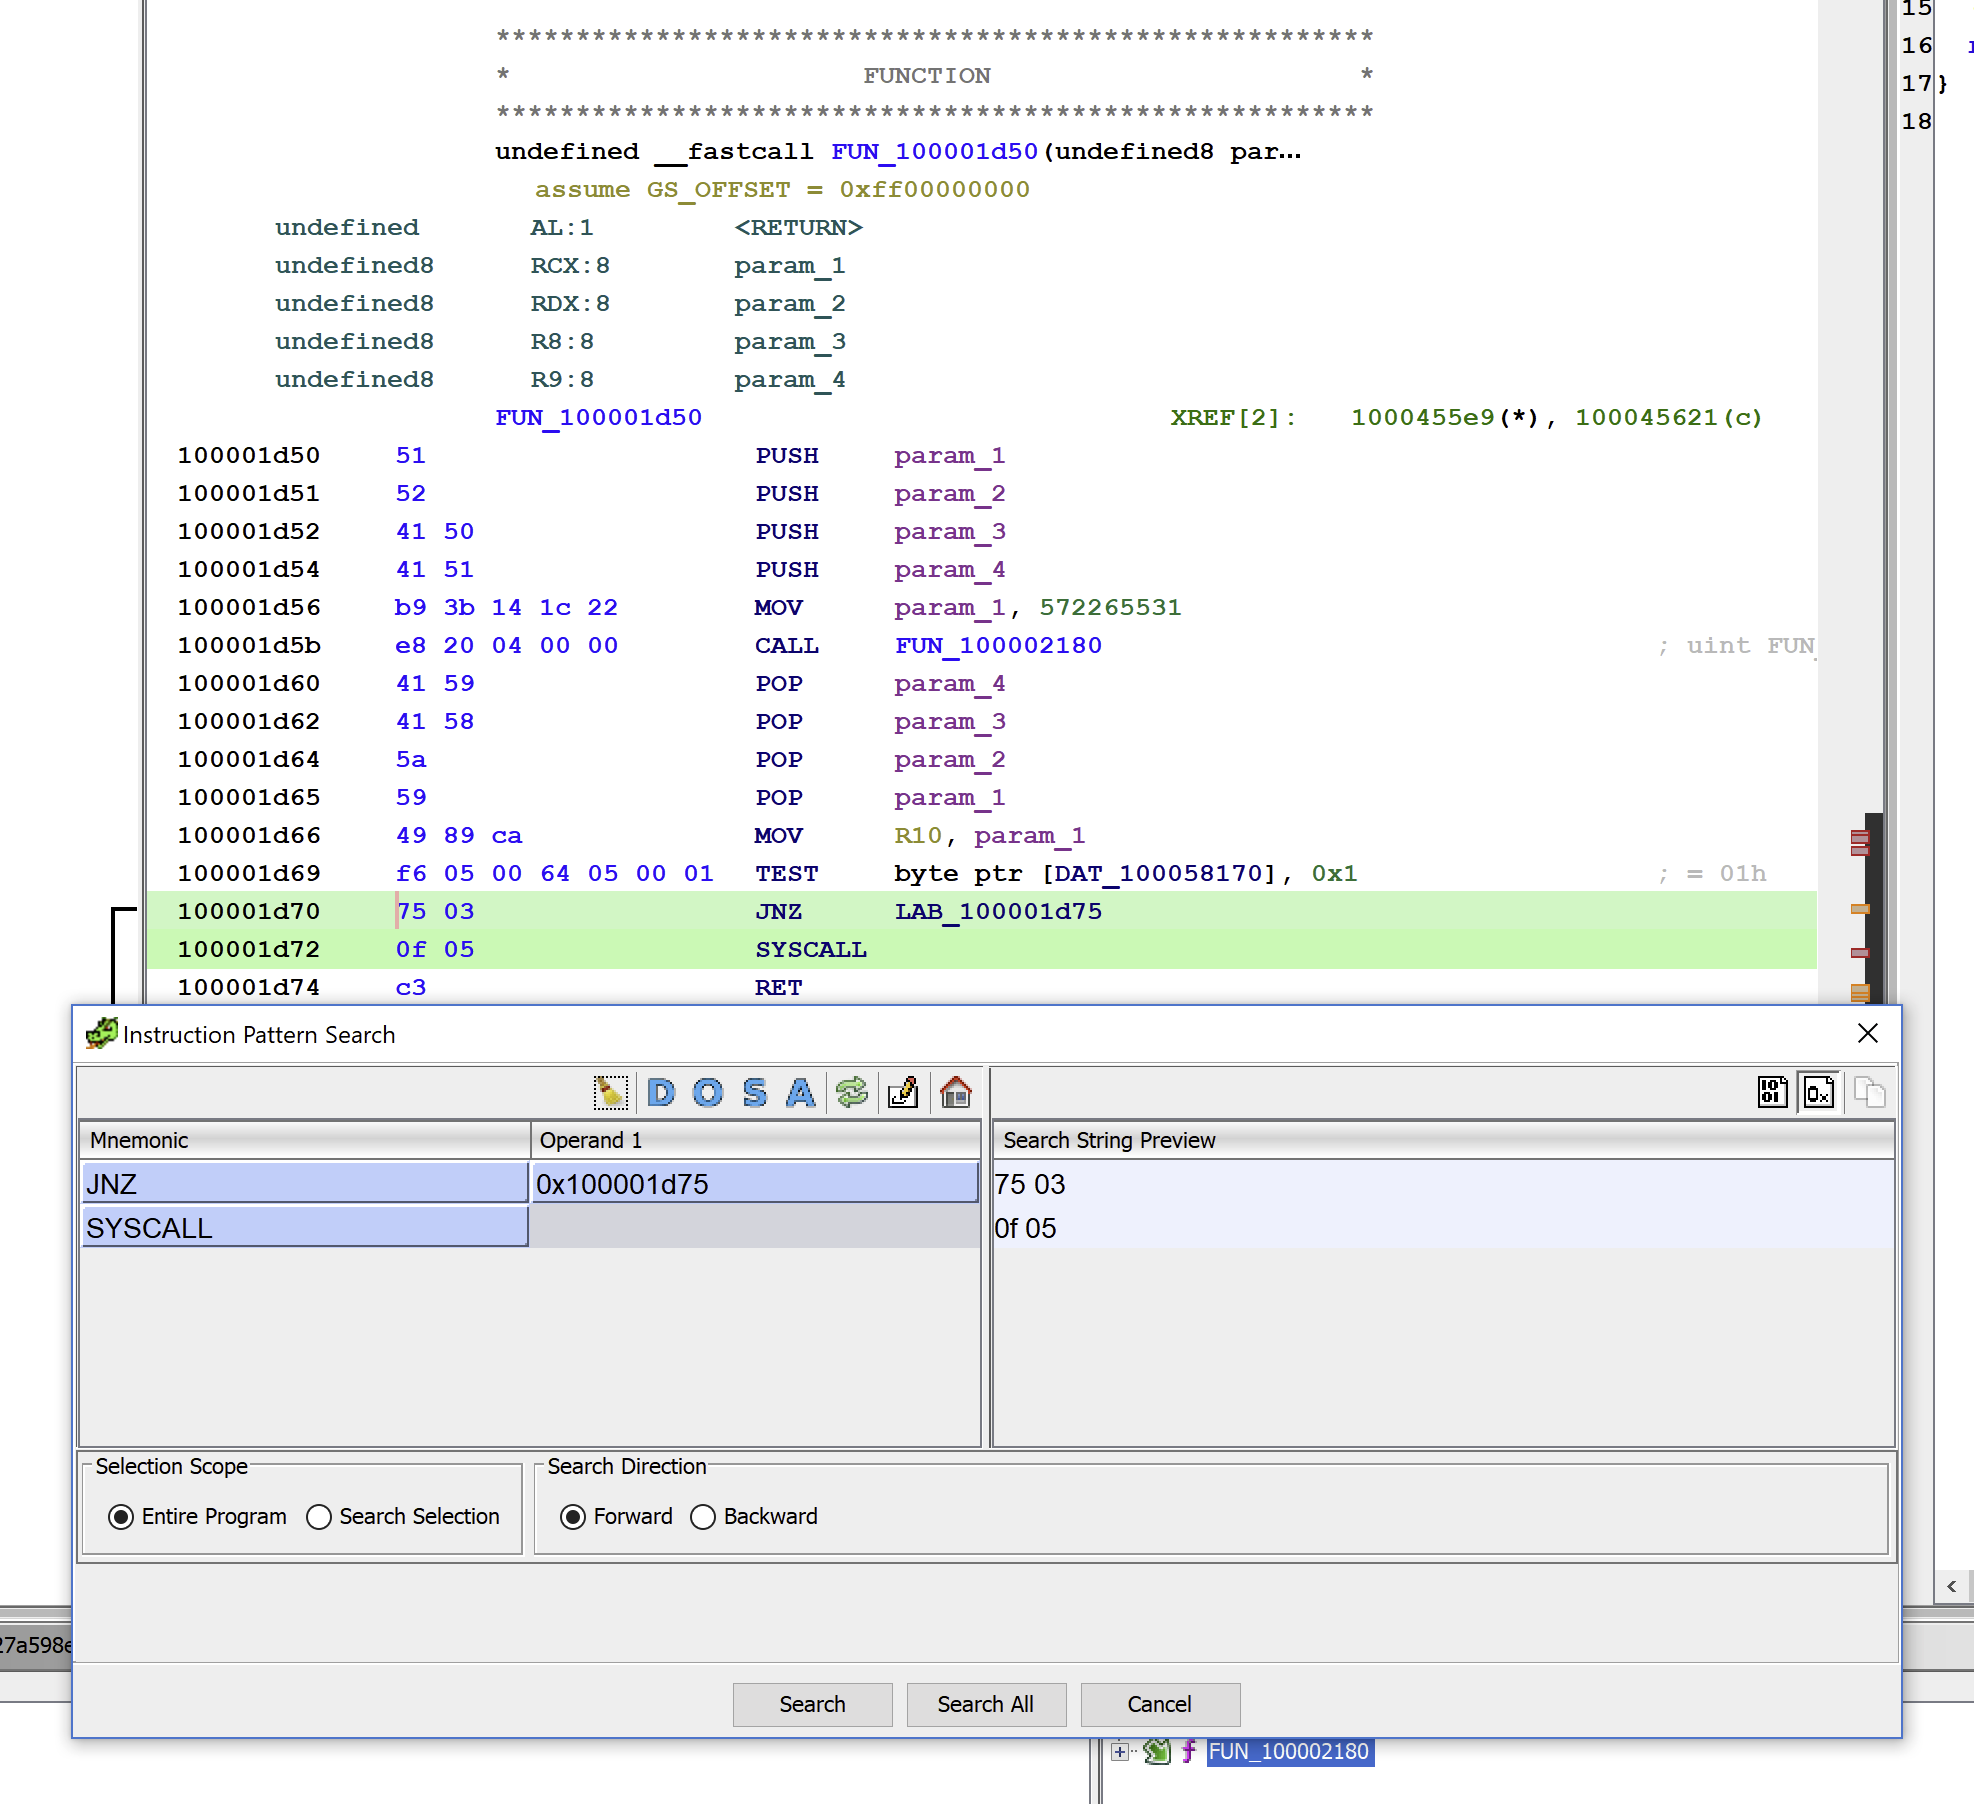 *******************************************************
* FUNCTION *
*******************************************************
undefined __fastcall FUN_100001d50(undefined8 par...
assume GS_OFFSET = 0xff00000000
undefined AL:1 <RETURN>
undefined8 RCX:8 param_1
undefined8 RDX:8 param_2
undefined8 R8:8 param_3
undefined8 R9:8 param_4
FUN_100001d50 XREF[2]: 1000455e9(*), 100045621(c)
100001d50 51 PUSH param_1
100001d51 52 PUSH param_2
100001d52 41 50 PUSH param_3
100001d54 41 51 PUSH param_4
100001d56 b9 3b 14 1c 22 MOV param_1, 572265531
100001d5b e8 20 04 00 00 CALL FUN_100002180 ; uint FUN_
100001d60 41 59 POP param_4
100001d62 41 58 POP param_3
100001d64 5a POP param_2
100001d65 59 POP param_1
100001d66 49 89 ca MOV R10, param_1
100001d69 f6 05 00 64 05 00 01 TEST byte ptr [DAT_100058170], 0x1 ; = 01h
100001d70 75 03 JNZ LAB_100001d75
100001d72 0f 05 SYSCALL
100001d74 c3 RET
15
16
17 }
18
Instruction Pattern Search
D O S A
Mnemonic Operand 1 Search String Preview
JNZ 0x100001d75 75 03
SYSCALL 0f 05
Selection Scope Search Direction
Entire Program Search Selection Forward Backward
27a598e
Search Search All Cancel
f FUN_100002180